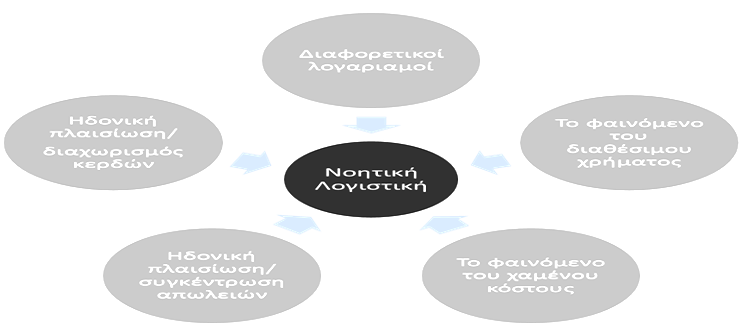 Διαφορετικοί
λογαριασμοί
Ηδονική
πλαισίωση/
διαχωρισμός
κερδών
Το φαινόμενο
του
διαθέσιμου
χρήματος
Νοητική
Λογιστική
Ηδονική
πλαισίωση/
συγκέντρωση
απωλειών
Το φαινόμενο
του χαμένου
κόστους